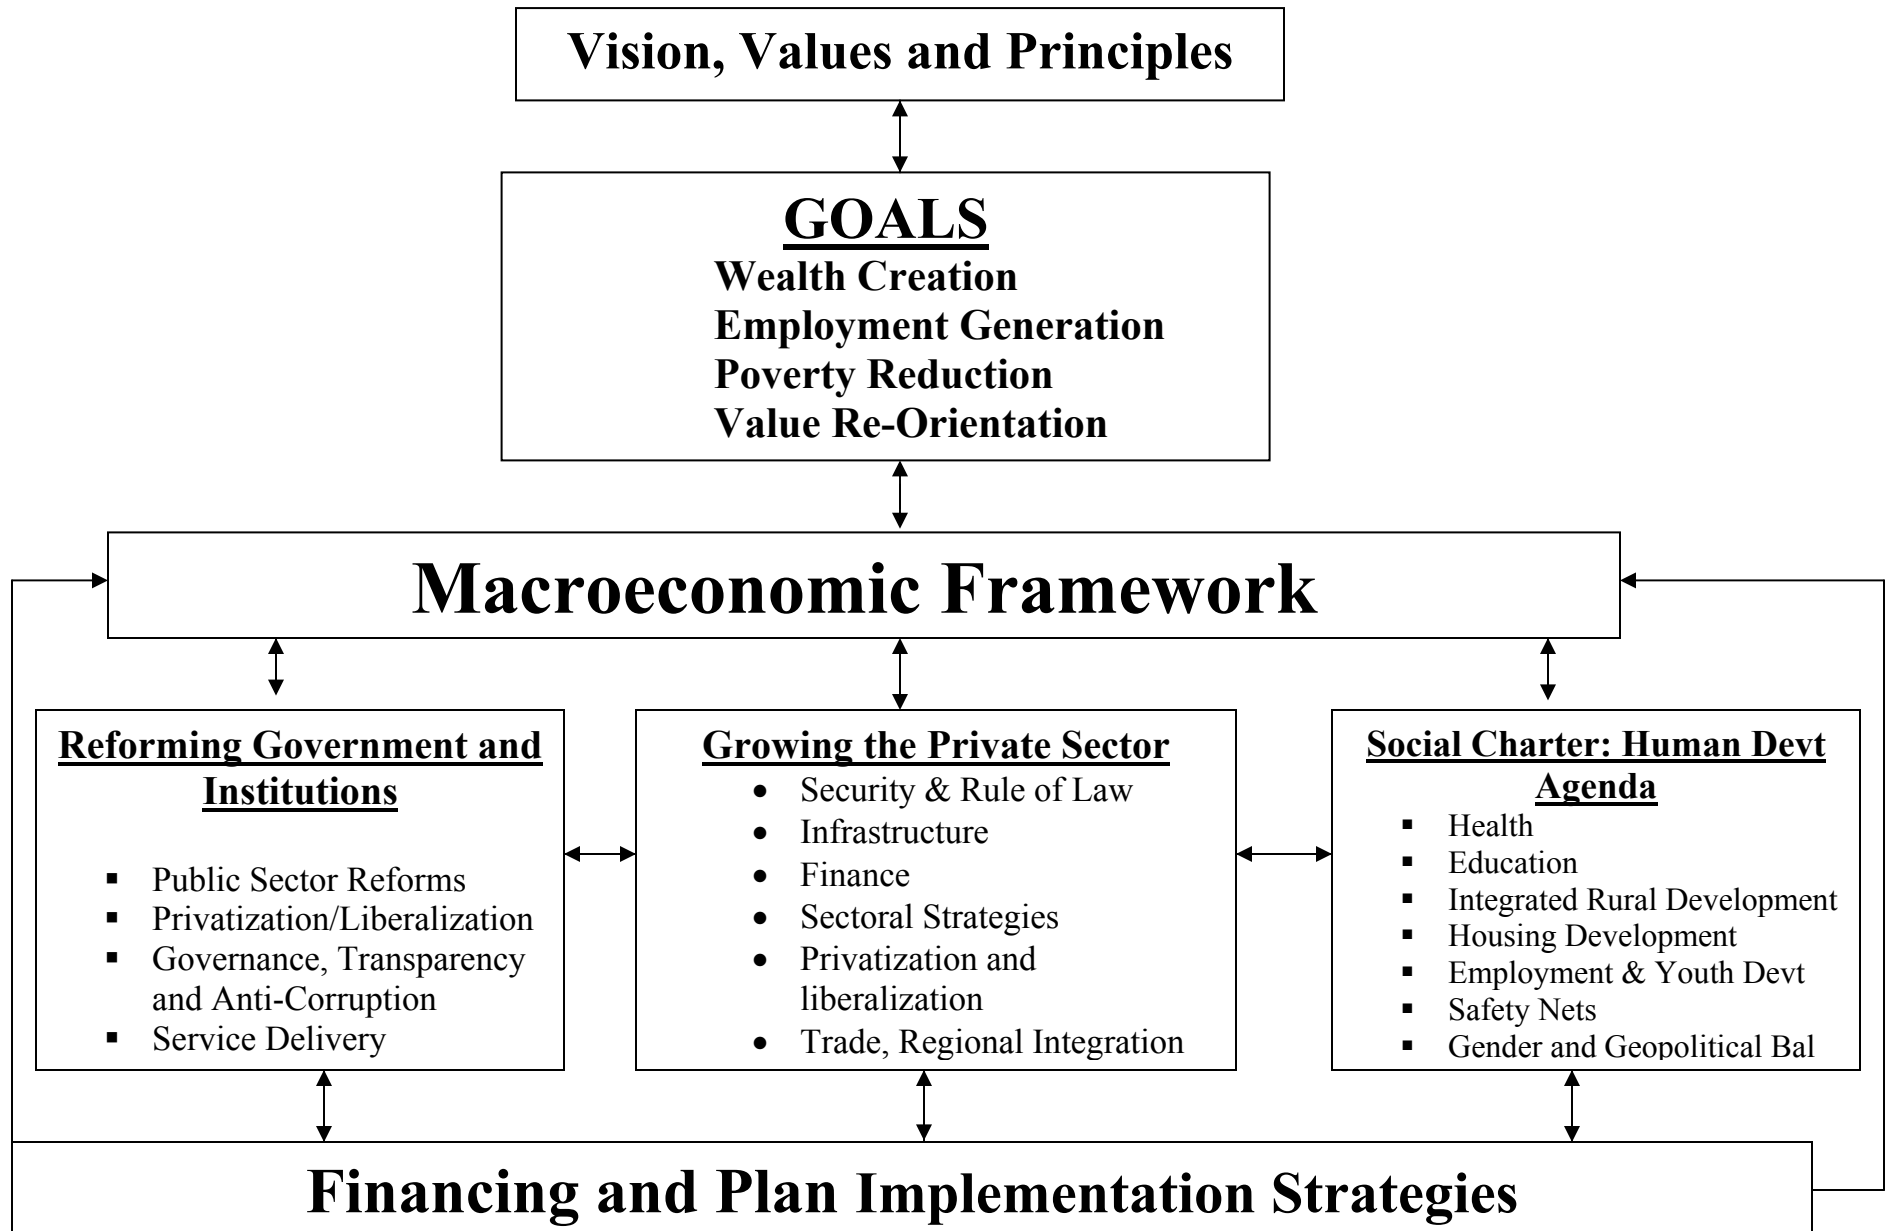 Vision, Values and Principles
GOALS
Wealth Creation
Employment Generation
Poverty Reduction
Value Re-Orientation
Macroeconomic Framework
Reforming Government and
Institutions
▪ Public Sector Reforms
▪ Privatization/Liberalization
▪ Governance, Transparency
and Anti-Corruption
▪ Service Delivery
Growing the Private Sector
• Security & Rule of Law
• Infrastructure
• Finance
• Sectoral Strategies
• Privatization and
liberalization
• Trade, Regional Integration
Social Charter: Human Devt
Agenda
▪ Health
▪ Education
▪ Integrated Rural Development
▪ Housing Development
▪ Employment & Youth Devt
▪ Safety Nets
▪ Gender and Geopolitical Bal
Financing and Plan Implementation Strategies